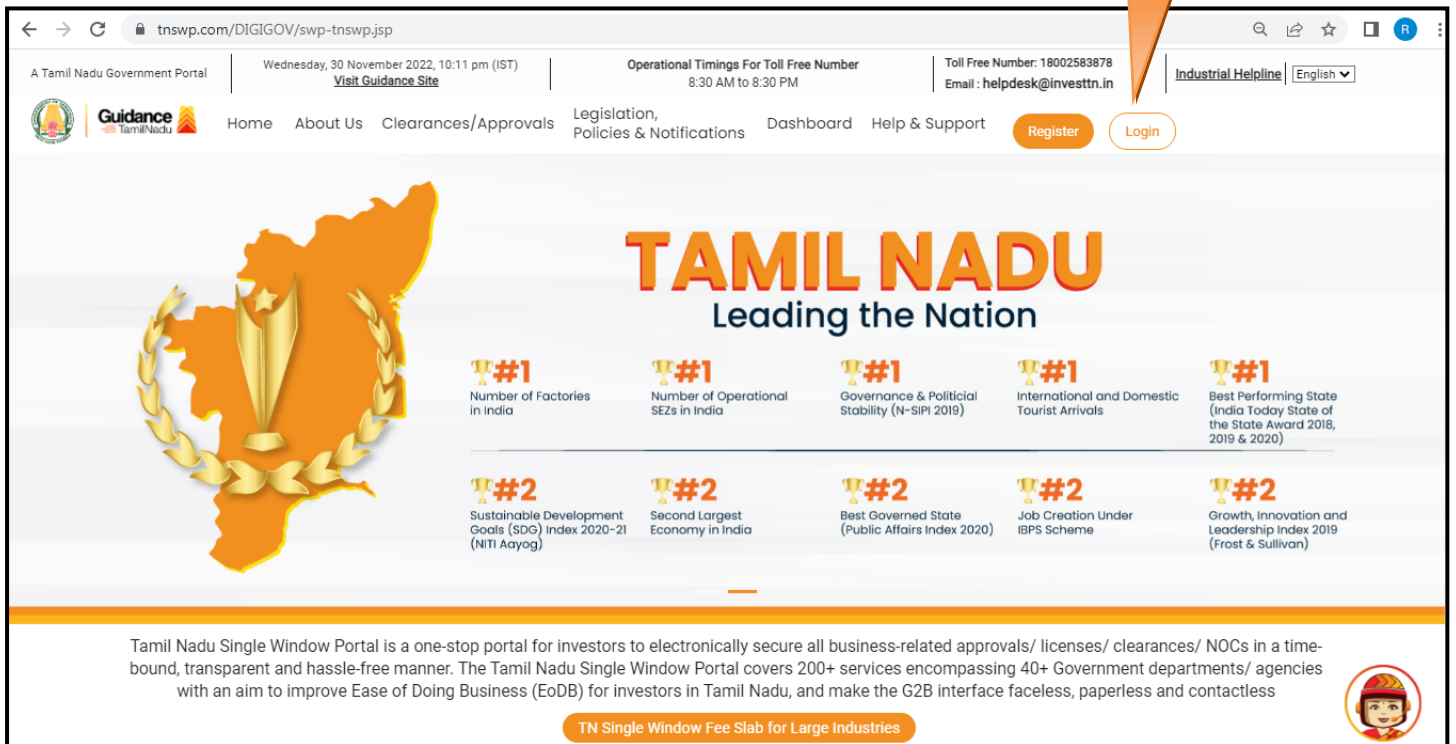 tnswp.com/DIGIGOV/swp-tnswp.jsp
R
A Tamil Nadu Government Portal
Wednesday, 30 November 2022, 10:11 pm (IST)
Visit Guidance Site
Operational Timings For Toll Free Number
8:30 AM to 8:30 PM
Toll Free Number: 18002583878
Email : helpdesk@investtn.in
Industrial Helpline
English
Guidance
TamilNadu
Home
About Us
Clearances/Approvals
Legislation,
Policies & Notifications
Dashboard
Help & Support
Register
Login
TAMIL NADU
Leading the Nation
#1
Number of Factories
in India
#1
Number of Operational
SEZs in India
#1
Governance & Politicial
Stability (N-SIPI 2019)
#1
International and Domestic
Tourist Arrivals
#1
Best Performing State
(India Today State of
the State Award 2018,
2019 & 2020)
#2
Sustainable Development
Goals (SDG) Index 2020-21
(NITI Aayog)
#2
Second Largest
Economy in India
#2
Best Governed State
(Public Affairs Index 2020)
#2
Job Creation Under
IBPS Scheme
#2
Growth, Innovation and
Leadership Index 2019
(Frost & Sullivan)
Tamil Nadu Single Window Portal is a one-stop portal for investors to electronically secure all business-related approvals/ licenses/ clearances/ NOCs in a time-
bound, transparent and hassle-free manner. The Tamil Nadu Single Window Portal covers 200+ services encompassing 40+ Government departments/ agencies
with an aim to improve Ease of Doing Business (EoDB) for investors in Tamil Nadu, and make the G2B interface faceless, paperless and contactless
TN Single Window Fee Slab for Large Industries